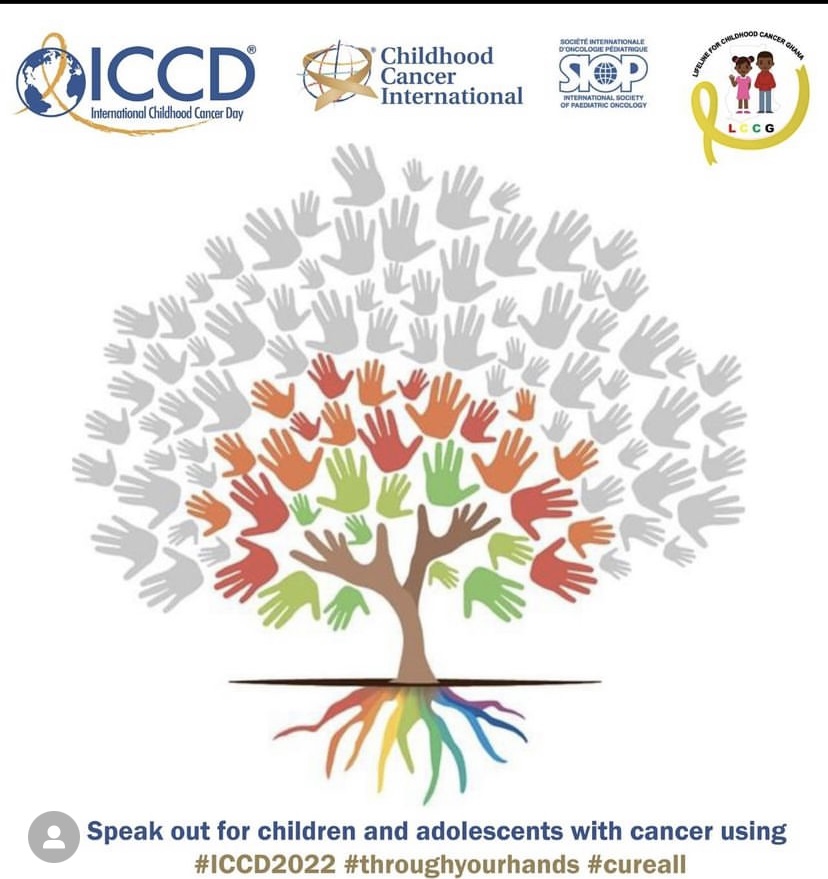 ICCD®
International Childhood Cancer Day
Childhood
Cancer
International
SOCIÉTÉ INTERNATIONALE
D'ONCOLOGIE PÉDIATRIQUE
SIOP
INTERNATIONAL SOCIETY
OF PAEDIATRIC ONCOLOGY
LIFELINE FOR CHILDHOOD CANCER GHANA
LCCG
Speak out for children and adolescents with cancer using
#ICCD2022 #throughyourhands #cureall